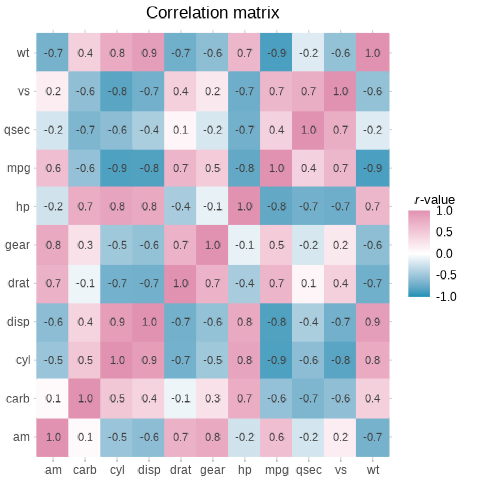 Correlation matrix
wt -0.7 0.4 0.8 0.9 -0.7 -0.6 0.7 -0.9 -0.2 -0.6 1.0
vs 0.2 -0.6 -0.8 -0.7 0.4 0.2 -0.7 0.7 0.7 1.0 -0.6
qsec -0.2 -0.7 -0.6 -0.4 0.1 -0.2 -0.7 0.4 1.0 0.7 -0.2
mpg 0.6 -0.6 -0.9 -0.8 0.7 0.5 -0.8 1.0 0.4 0.7 -0.9
hp -0.2 0.7 0.8 0.8 -0.4 -0.1 1.0 -0.8 -0.7 -0.7 0.7
gear 0.8 0.3 -0.5 -0.6 0.7 1.0 -0.1 0.5 -0.2 0.2 -0.6
drat 0.7 -0.1 -0.7 -0.7 1.0 0.7 -0.4 0.7 0.1 0.4 -0.7
disp -0.6 0.4 0.9 1.0 -0.7 -0.6 0.8 -0.8 -0.4 -0.7 0.9
cyl -0.5 0.5 1.0 0.9 -0.7 -0.5 0.8 -0.9 -0.6 -0.8 0.8
carb 0.1 1.0 0.5 0.4 -0.1 0.3 0.7 -0.6 -0.7 -0.6 0.4
am 1.0 0.1 -0.5 -0.6 0.7 0.8 -0.2 0.6 -0.2 0.2 -0.7
am carb cyl disp drat gear hp mpg qsec vs wt
r-value
1.0
0.5
0.0
-0.5
-1.0